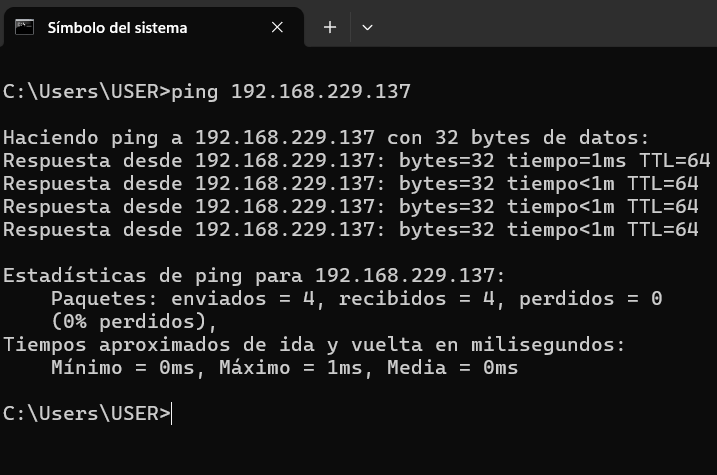 Símbolo del sistema
C:\Users\USER>ping 192.168.229.137
Haciendo ping a 192.168.229.137 con 32 bytes de datos:
Respuesta desde 192.168.229.137: bytes=32 tiempo=1ms TTL=64
Respuesta desde 192.168.229.137: bytes=32 tiempo<1m TTL=64
Respuesta desde 192.168.229.137: bytes=32 tiempo<1m TTL=64
Respuesta desde 192.168.229.137: bytes=32 tiempo<1m TTL=64
Estadísticas de ping para 192.168.229.137:
Paquetes: enviados = 4, recibidos = 4, perdidos = 0
(0% perdidos),
Tiempos aproximados de ida y vuelta en milisegundos:
Mínimo = 0ms, Máximo = 1ms, Media = 0ms
C:\Users\USER>